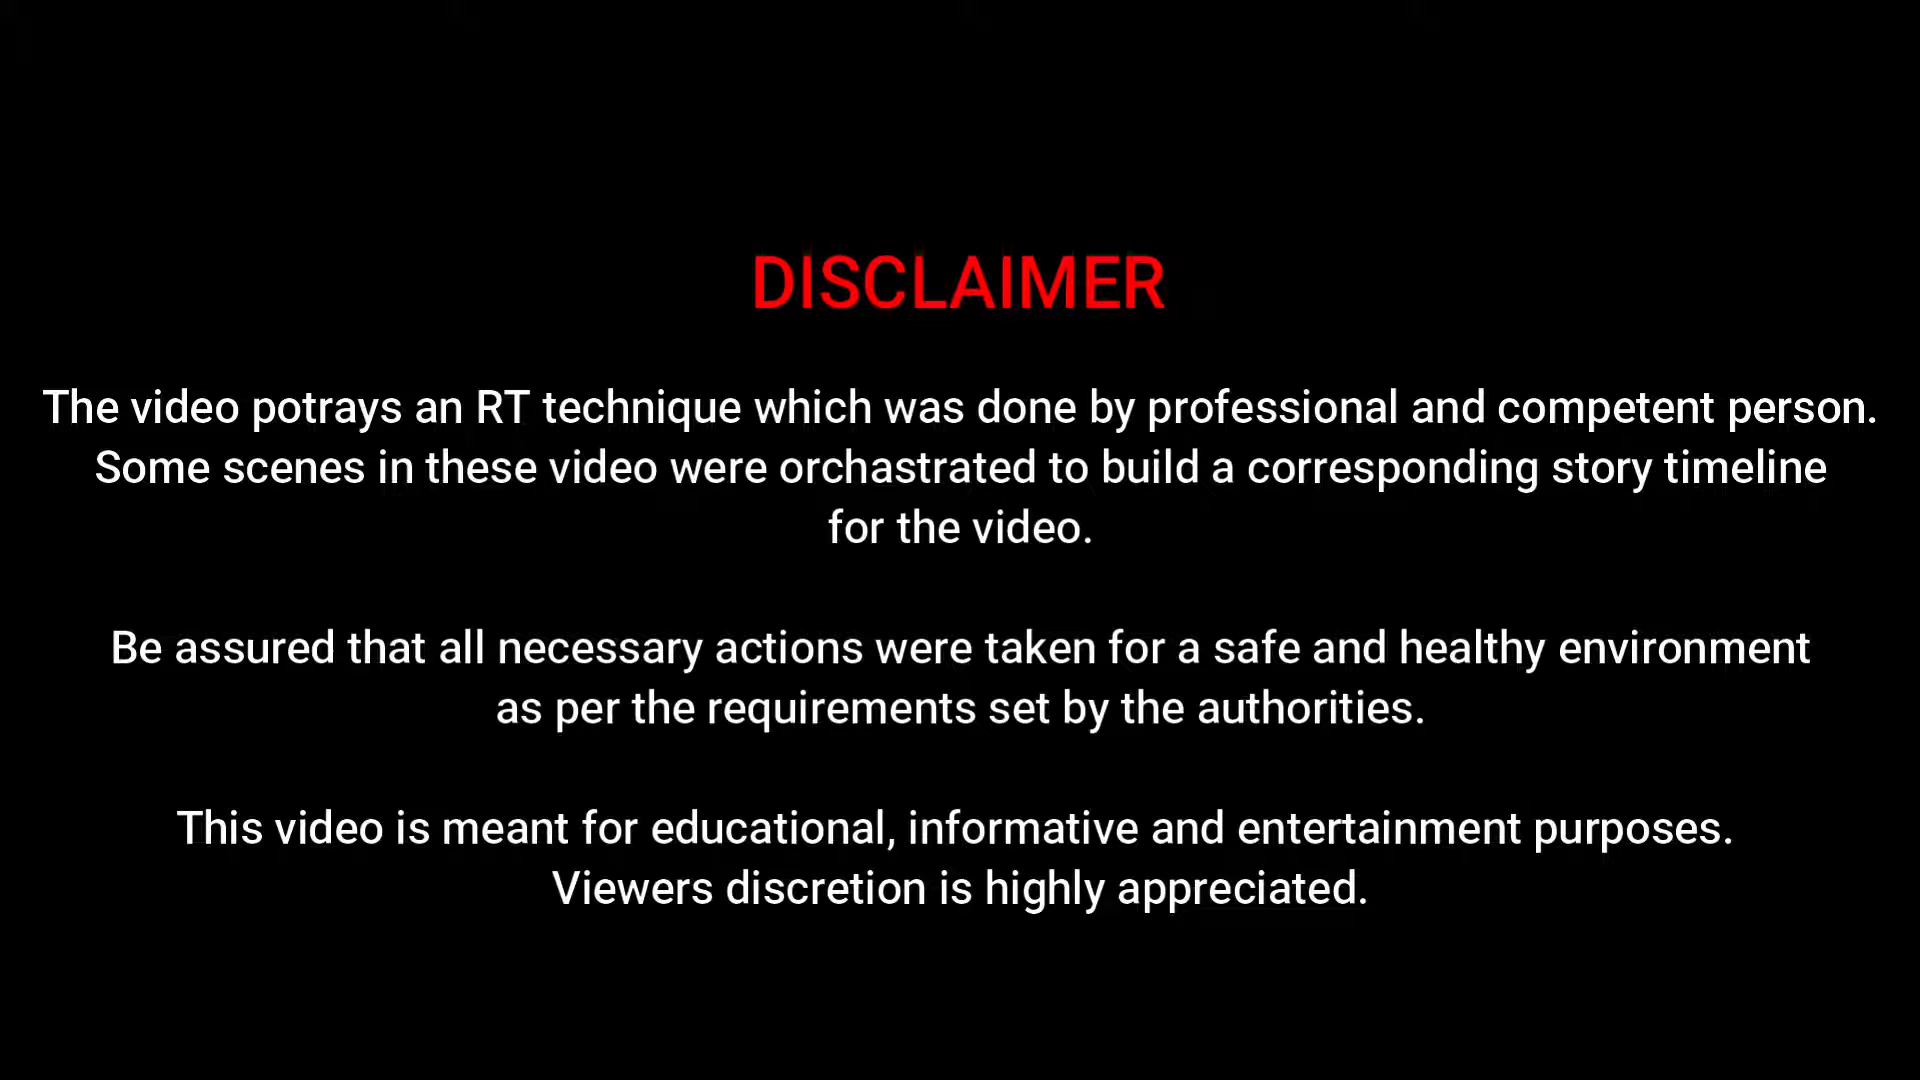 DISCLAIMER
The video potrays an RT technique which was done by professional and competent person.
Some scenes in these video were orchastrated to build a corresponding story timeline
for the video.
Be assured that all necessary actions were taken for a safe and healthy environment
as per the requirements set by the authorities.
This video is meant for educational, informative and entertainment purposes.
Viewers discretion is highly appreciated.